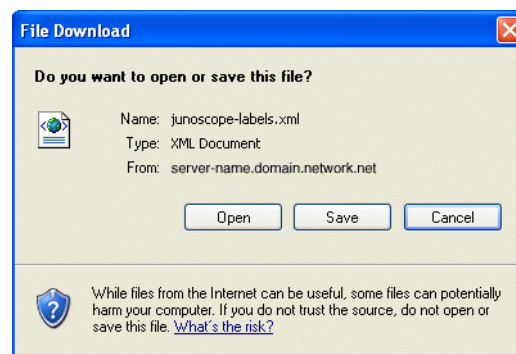 File Download
Do you want to open or save this file?
Name: junoscope-labels.xml
Type: XML Document
From: server-name.domain.network.net
Open Save Cancel
While files from the Internet can be useful, some files can potentially
harm your computer. If you do not trust the source, do not open or
save this file. What's the risk?